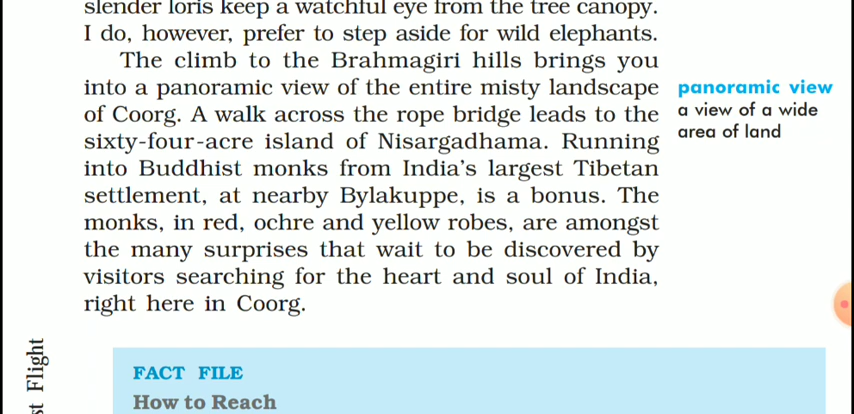 slender loris keep a watchful eye from the tree canopy.
I do, however, prefer to step aside for wild elephants.
The climb to the Brahmagiri hills brings you
into a panoramic view of the entire misty landscape
of Coorg. A walk across the rope bridge leads to the
sixty-four-acre island of Nisargadhama. Running
into Buddhist monks from India's largest Tibetan
settlement, at nearby Bylakuppe, is a bonus. The
monks, in red, ochre and yellow robes, are amongst
the many surprises that wait to be discovered by
visitors searching for the heart and soul of India,
right here in Coorg.
panoramic view
a view of a wide
area of land
st Flight
FACT FILE
How to Reach